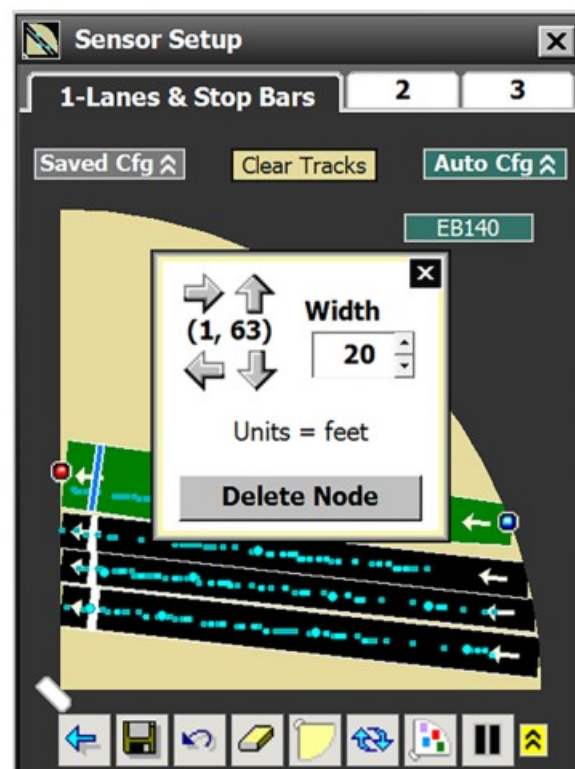 Sensor Setup
1-Lanes & Stop Bars 2 3
Saved Cfg Clear Tracks Auto Cfg
EB140
Width
(1, 63)
20
Units = feet
Delete Node